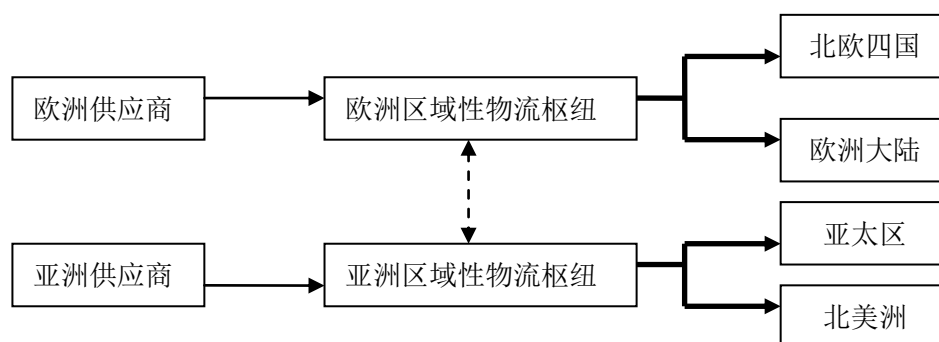 北欧四国
欧洲供应商
欧洲区域性物流枢纽
欧洲大陆
亚太区
亚洲供应商
亚洲区域性物流枢纽
北美洲